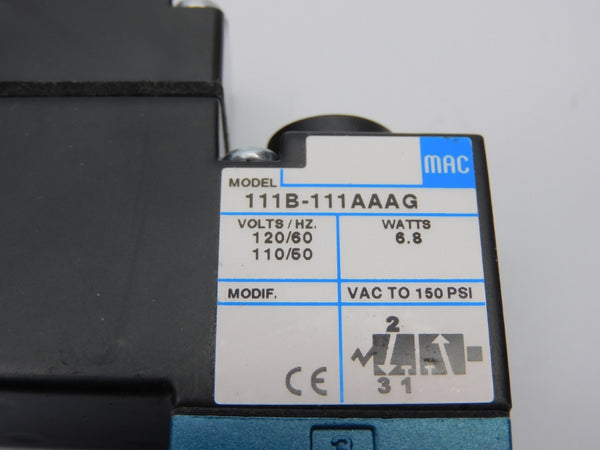 MAC
MODEL
111B-111AAAG
VOLTS/HZ.
120/60
110/50
WATTS
6.8
MODIF.
VAC TO 150 PSI
2
3 1
CE